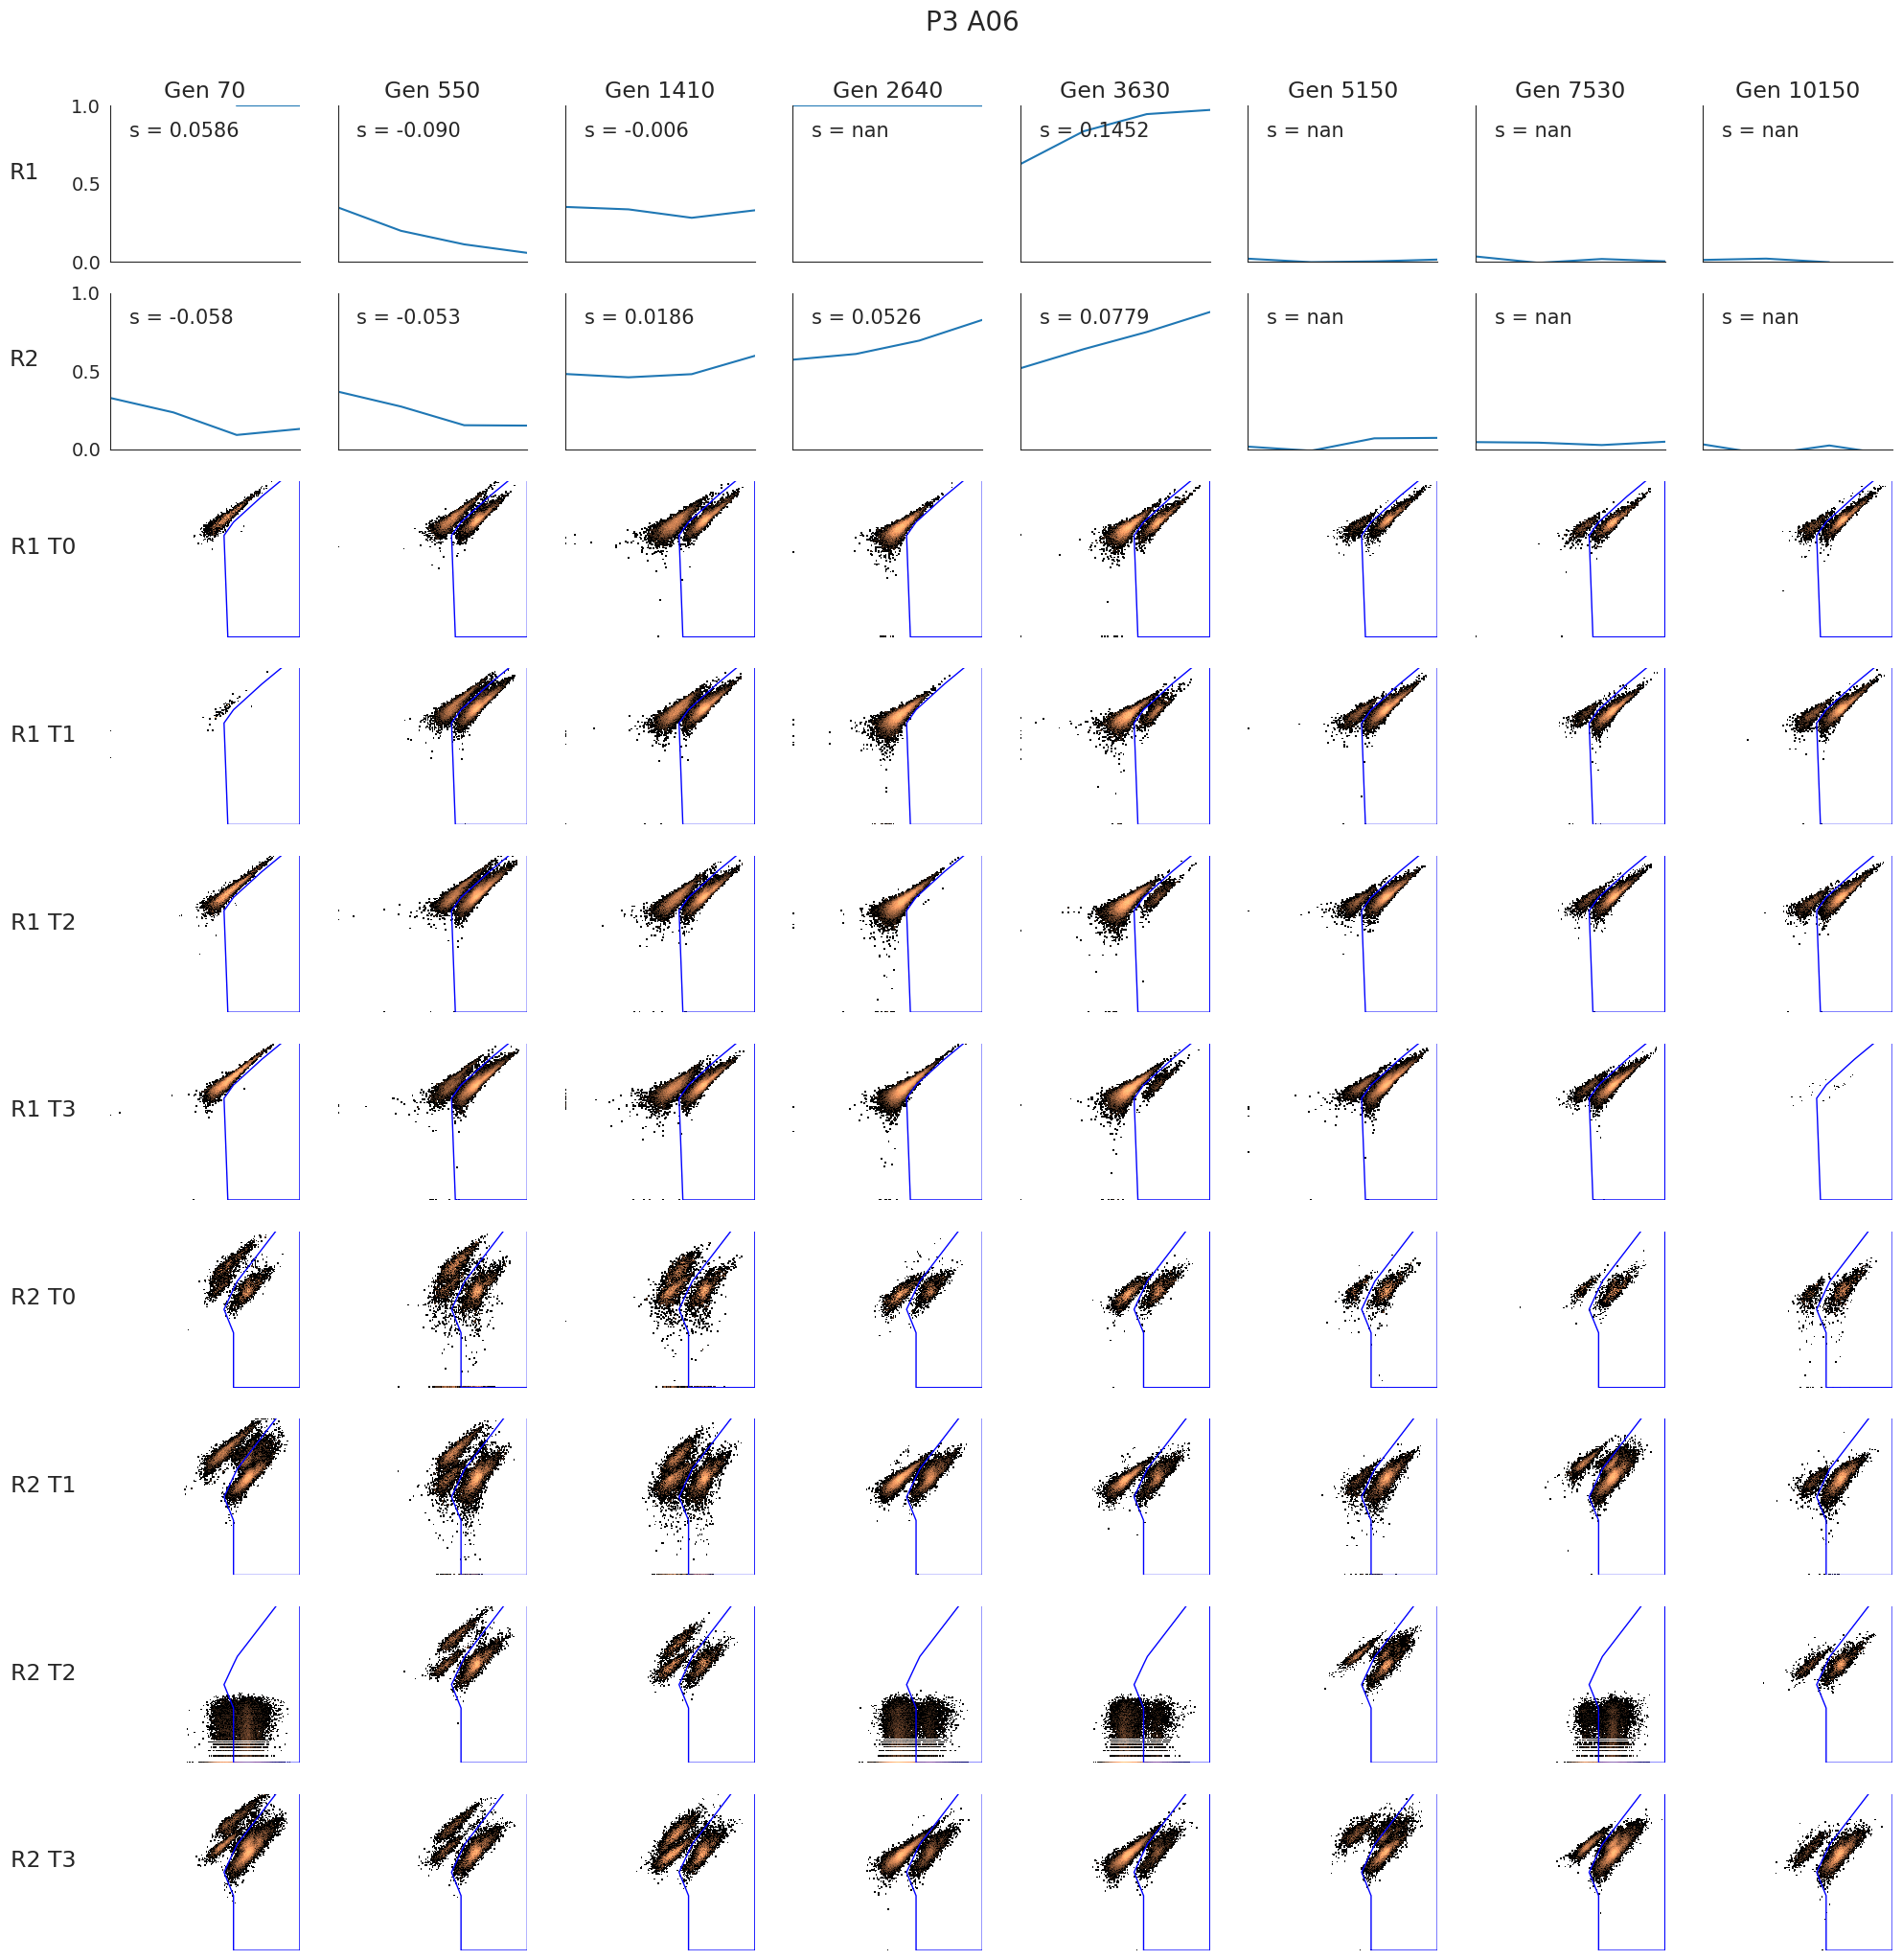 P3 A06
Gen 70 Gen 550 Gen 1410 Gen 2640 Gen 3630 Gen 5150 Gen 7530 Gen 10150
1.0
s = 0.0586 s = -0.090 s = -0.006 s = nan s = 0.1452 s = nan s = nan s = nan
R1
0.5
0.0
1.0
s = -0.058 s = -0.053 s = 0.0186 s = 0.0526 s = 0.0779 s = nan s = nan s = nan
R2
0.5
0.0
R1 T0
R1 T1
R1 T2
R1 T3
R2 T0
R2 T1
R2 T2
R2 T3